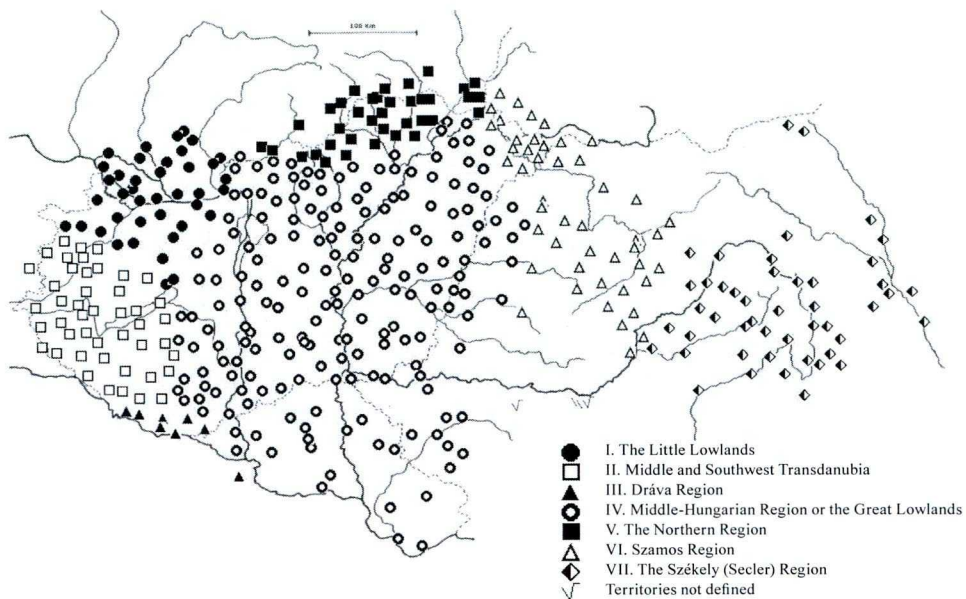 100 Km
I. The Little Lowlands
II. Middle and Southwest Transdanubia
III. Dráva Region
IV. Middle-Hungarian Region or the Great Lowlands
V. The Northern Region
VI. Szamos Region
VII. The Székely (Secler) Region
Territories not defined